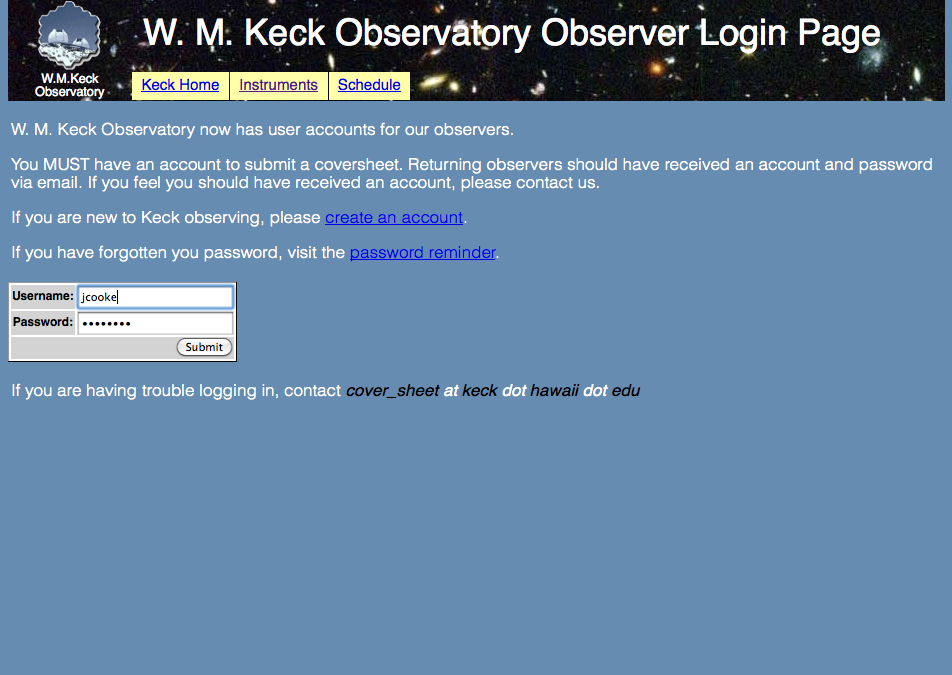 W. M. Keck Observatory Observer Login Page
W.M.Keck
Observatory
Keck Home Instruments Schedule
W. M. Keck Observatory now has user accounts for our observers.
You MUST have an account to submit a coversheet. Returning observers should have received an account and password
via email. If you feel you should have received an account, please contact us.
If you are new to Keck observing, please create an account.
If you have forgotten you password, visit the password reminder.
Username: jcooke
Password: ••••••••
Submit
If you are having trouble logging in, contact cover_sheet at keck dot hawaii dot edu